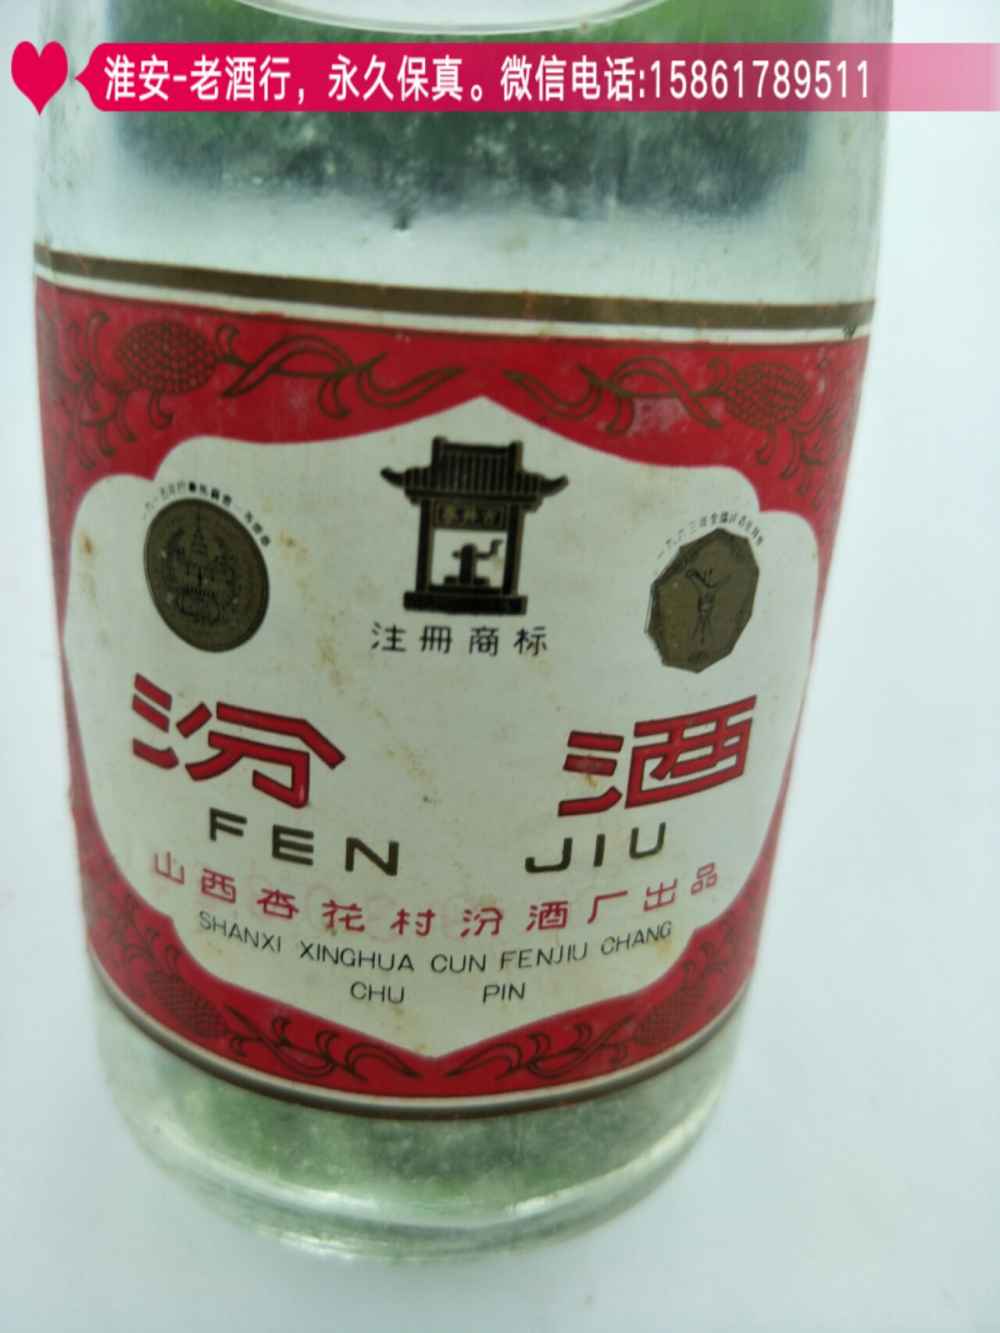 淮安-老酒行，永久保真。微信电话:15861789511
注册商标
汾 酒
FEN JIU
山西杏花村汾酒厂出品
SHANXI XINGHUA CUN FENJIU CHANG
CHU PIN